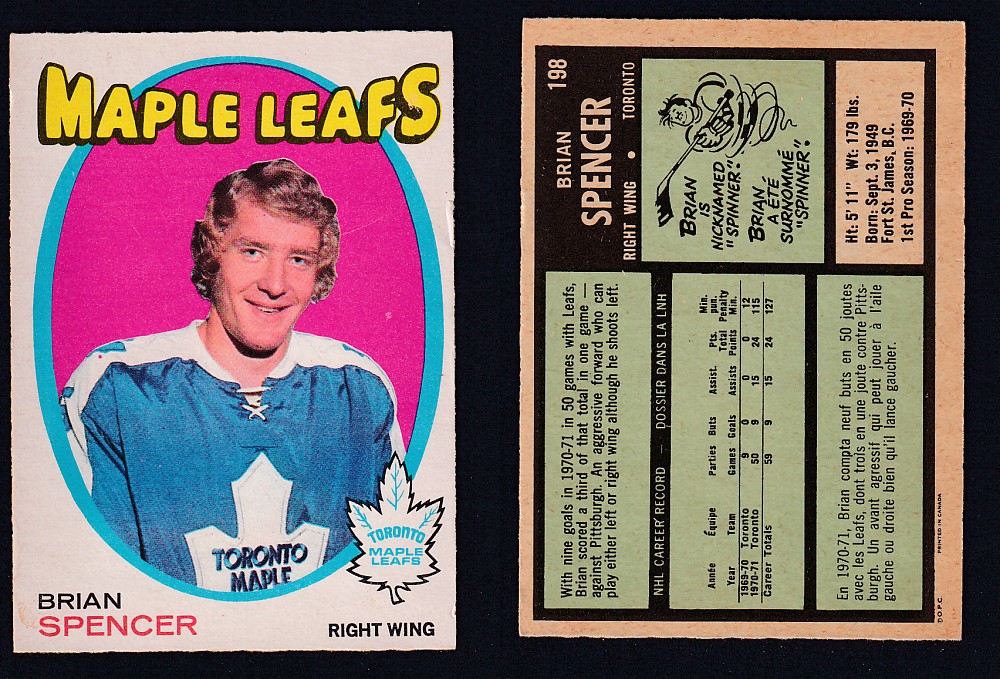 MAPLE LEAFS
TORONTO
MAPLE
TORONTO
MAPLE
LEAFS
BRIAN
SPENCER
RIGHT WING
198
BRIAN
SPENCER
RIGHT WING • TORONTO
BRIAN
IS
NICKNAMED
"SPINNER".
BRIAN
A ÉTÉ
SURNOMMÉ
"SPINNER".
Ht: 5' 11" Wt: 179 lbs.
Born: Sept. 3, 1949
Fort St. James, B.C.
1st Pro Season: 1969-70
With nine goals in 1970-71 in 50 games with Leafs,
Brian scored a third of that total in one game —
against Pittsburgh. An aggressive forward who can
play either left or right wing although he shoots left.
NHL CAREER RECORD — DOSSIER DANS LA LNH
Année Équipe Parties Buts Assist. Pts. Min. pun.
Year Team Games Goals Assists Total Points Penalty Min.
1969-70 Toronto 9 0 0 0 12
1970-71 Toronto 50 9 15 24 115
Career Totals 59 9 15 24 127
En 1970-71, Brian compta neuf buts en 50 joutes
avec les Leafs, dont trois en une joute contre Pitts-
burgh. Un avant agressif qui peut jouer à l'aile
gauche ou droite bien qu'il lance gaucher.
O.P.C. PRINTED IN CANADA